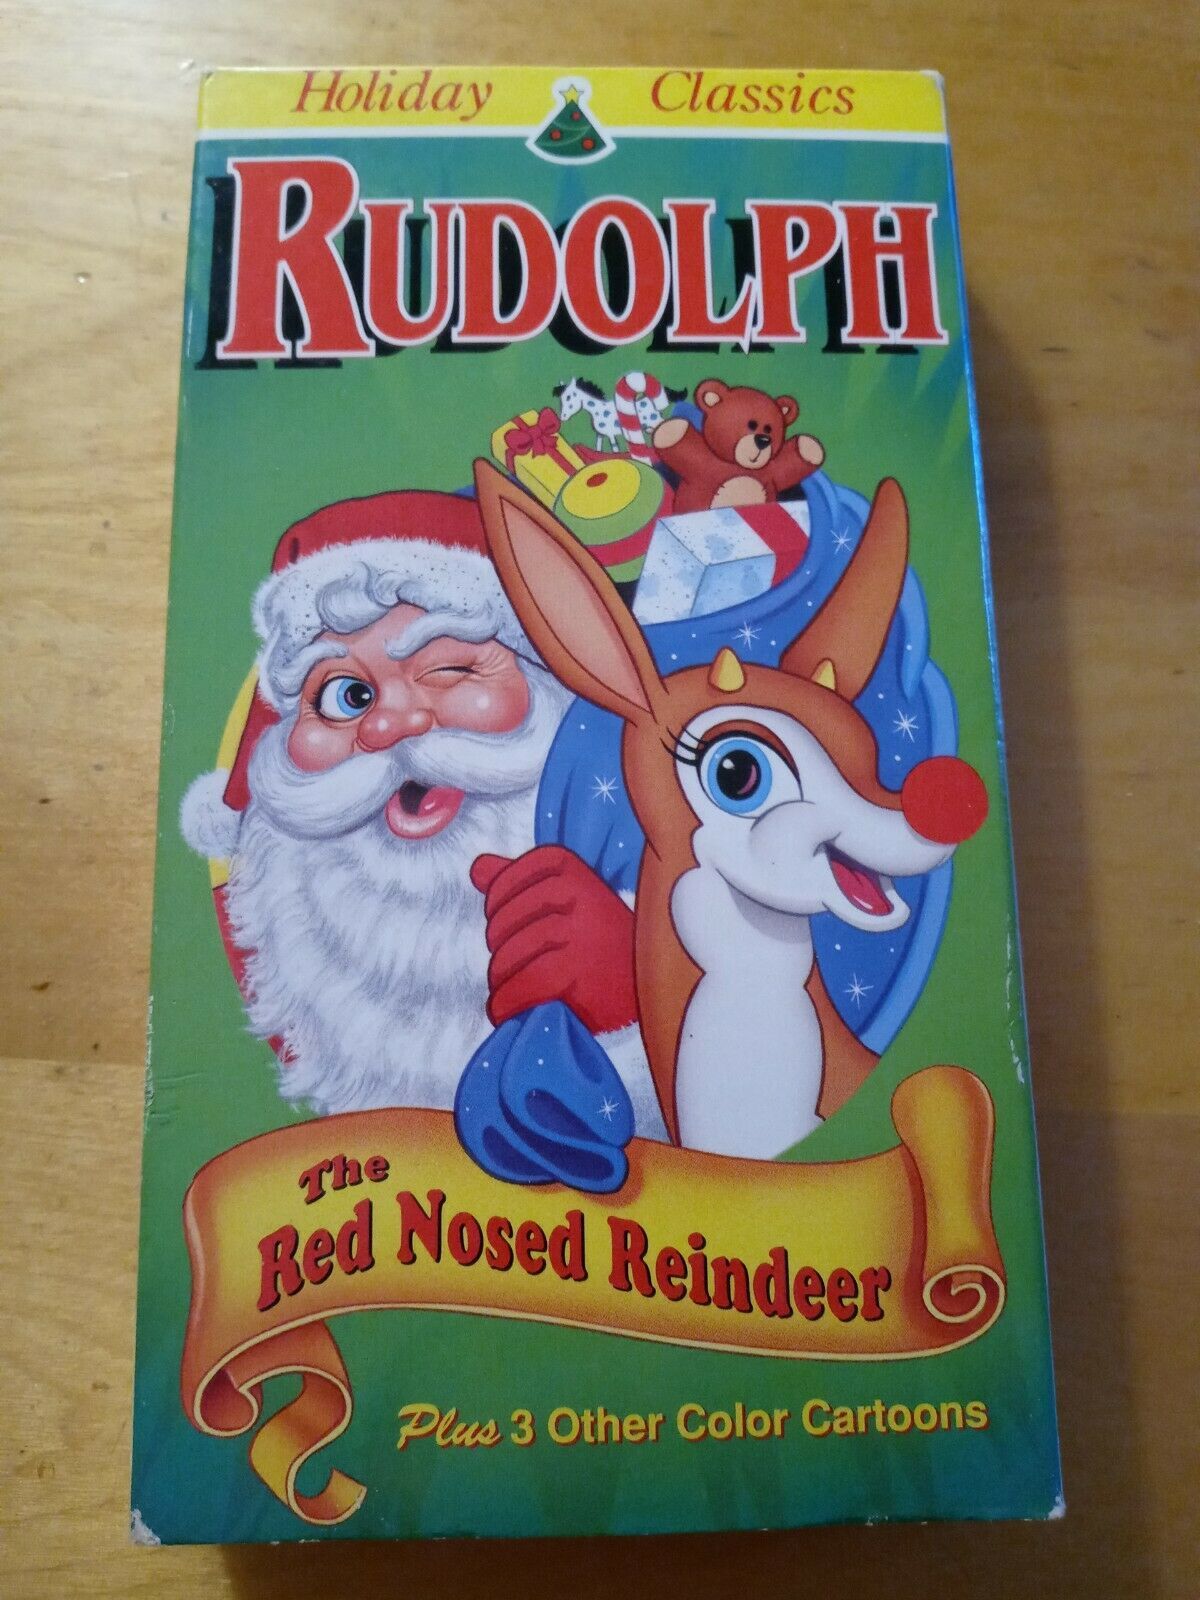 Holiday Classics
RUDOLPH
The
Red Nosed Reindeer
Plus 3 Other Color Cartoons